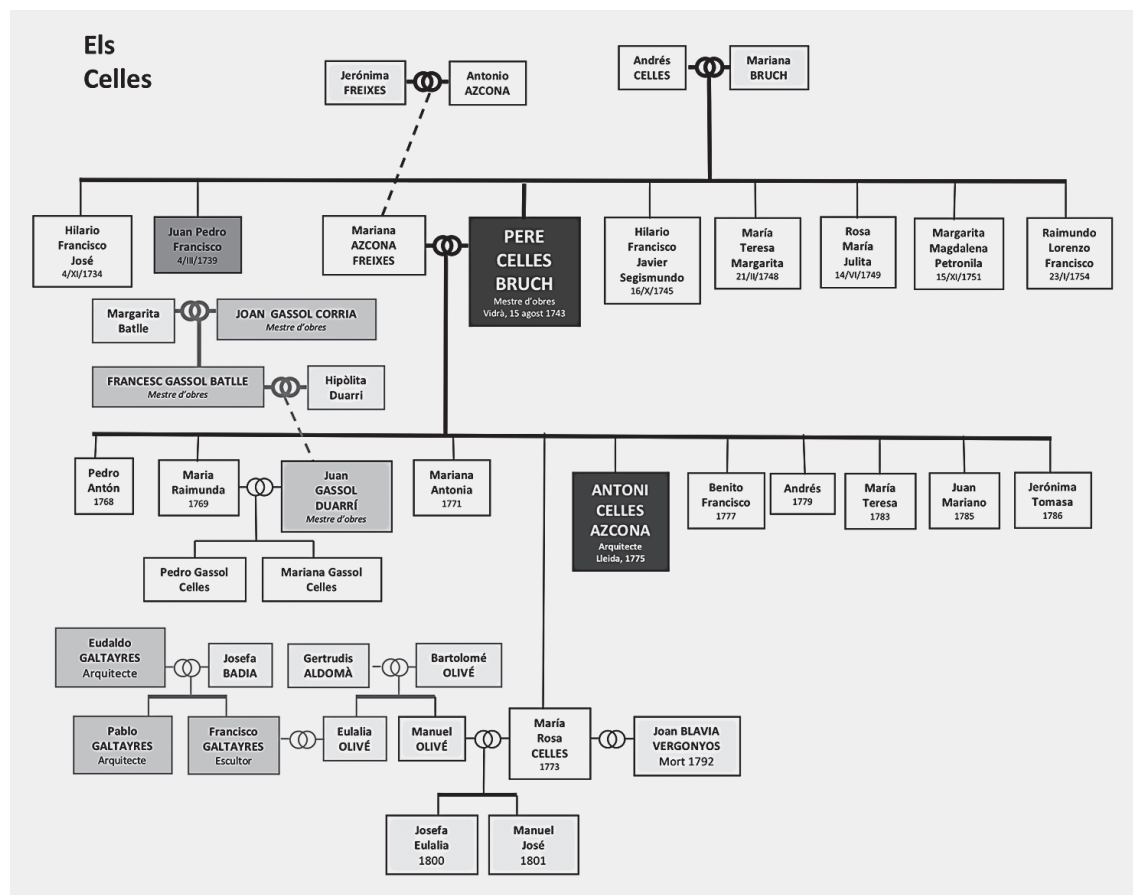 Els
Celles
Jerónima
FREIXES
Antonio
AZCONA
Andrés
CELLES
Mariana
BRUCH
Hilario
Francisco
José
4/XI/1734
Juan Pedro
Francisco
4/III/1739
Mariana
AZCONA
FREIXES
PERE
CELLES
BRUCH
Mestre d'obres
Vidrà, 15 agost 1743
Hilario
Francisco
Javier
Segismundo
16/X/1745
María
Teresa
Margarita
21/II/1748
Rosa
María
Julita
14/VI/1749
Margarita
Magdalena
Petronila
15/XI/1751
Raimundo
Lorenzo
Francisco
23/I/1754
Margarita
Batlle
JOAN GASSOL CORRIA
Mestre d'obres
FRANCESC GASSOL BATLLE
Mestre d'obres
Hipòlita
Duarri
Pedro
Antón
1768
Maria
Raimunda
1769
Juan
GASSOL
DUARRÍ
Mestre d'obres
Mariana
Antonia
1771
ANTONI
CELLES
AZCONA
Arquitecte
Lleida, 1775
Benito
Francisco
1777
Andrés
1779
María
Teresa
1783
Juan
Mariano
1785
Jerónima
Tomasa
1786
Pedro Gassol
Celles
Mariana Gassol
Celles
Eudaldo
GALTAYRES
Arquitecte
Josefa
BADIA
Gertrudis
ALDOMÀ
Bartolomé
OLIVÉ
Pablo
GALTAYRES
Arquitecte
Francisco
GALTAYRES
Escultor
Eulalia
OLIVÉ
Manuel
OLIVÉ
María
Rosa
CELLES
1773
Joan BLAVIA
VERGONYOS
Mort 1792
Josefa
Eulalia
1800
Manuel
José
1801